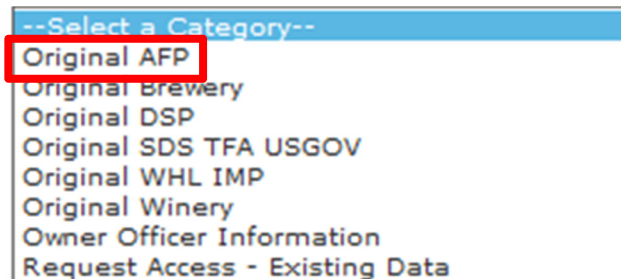 --Select a Category--
Original AFP
Original Brewery
Original DSP
Original SDS TFA USGOV
Original WHL IMP
Original Winery
Owner Officer Information
Request Access - Existing Data